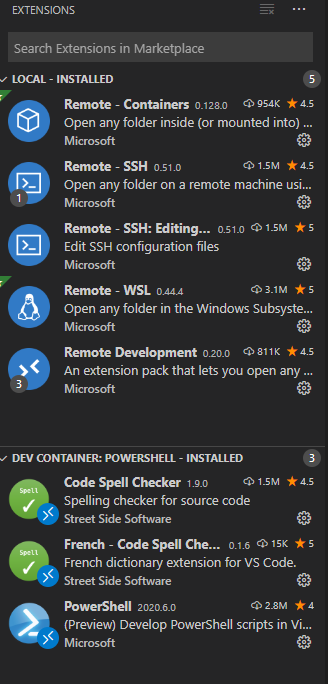 EXTENSIONS
Search Extensions in Marketplace
LOCAL - INSTALLED 5
Remote - Containers 0.128.0 954K 4.5
Open any folder inside (or mounted into) ...
Microsoft
Remote - SSH 0.51.0 1.5M 4.5
Open any folder on a remote machine usi...
1
Microsoft
Remote - SSH: Editing... 0.51.0 1.5M 5
Edit SSH configuration files
Microsoft
Remote - WSL 0.44.4 3.1M 5
Open any folder in the Windows Subsyste...
Microsoft
Remote Development 0.20.0 811K 4.5
An extension pack that lets you open any ...
3
Microsoft
DEV CONTAINER: POWERSHELL - INSTALLED 3
Code Spell Checker 1.9.0 1.5M 4.5
Spell
Spelling checker for source code
Street Side Software
French - Code Spell Che... 0.1.6 15K 5
Spell
French dictionary extension for VS Code.
Street Side Software
PowerShell 2020.6.0 2.8M 4
(Preview) Develop PowerShell scripts in Vi...
Microsoft